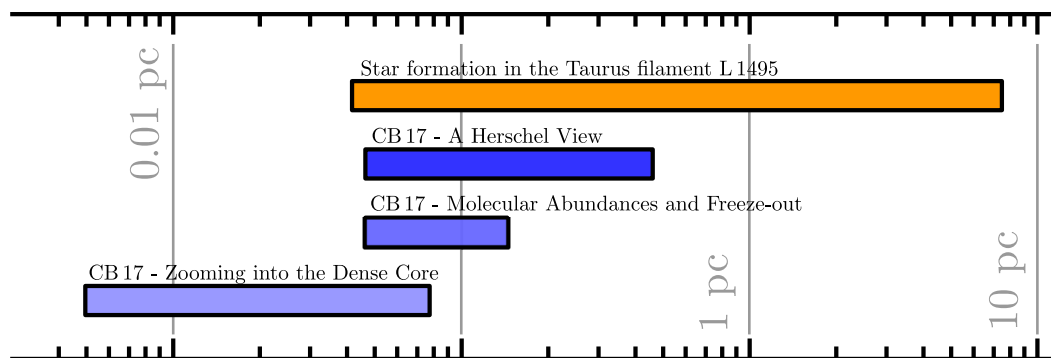 Star formation in the Taurus filament L 1495
0.01 pc
CB 17 - A Herschel View
CB 17 - Molecular Abundances and Freeze-out
CB 17 - Zooming into the Dense Core
1 pc
10 pc